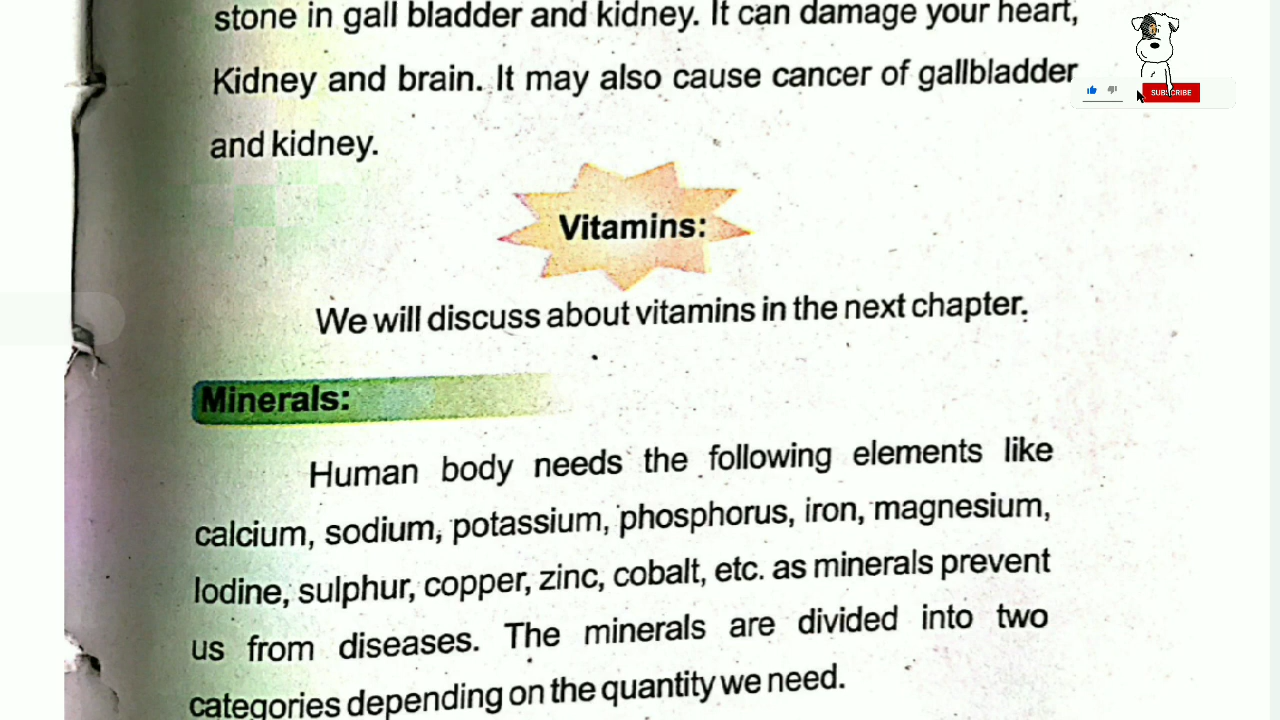 stone in gall bladder and kidney. It can damage your heart,
Kidney and brain. It may also cause cancer of gallbladder
and kidney.
SUBSCRIBE
Vitamins:
We will discuss about vitamins in the next chapter.
Minerals:
Human body needs the following elements like
calcium, sodium, potassium, phosphorus, iron, magnesium,
Iodine, sulphur, copper, zinc, cobalt, etc. as minerals prevent
us from diseases. The minerals are divided into two
categories depending on the quantity we need.